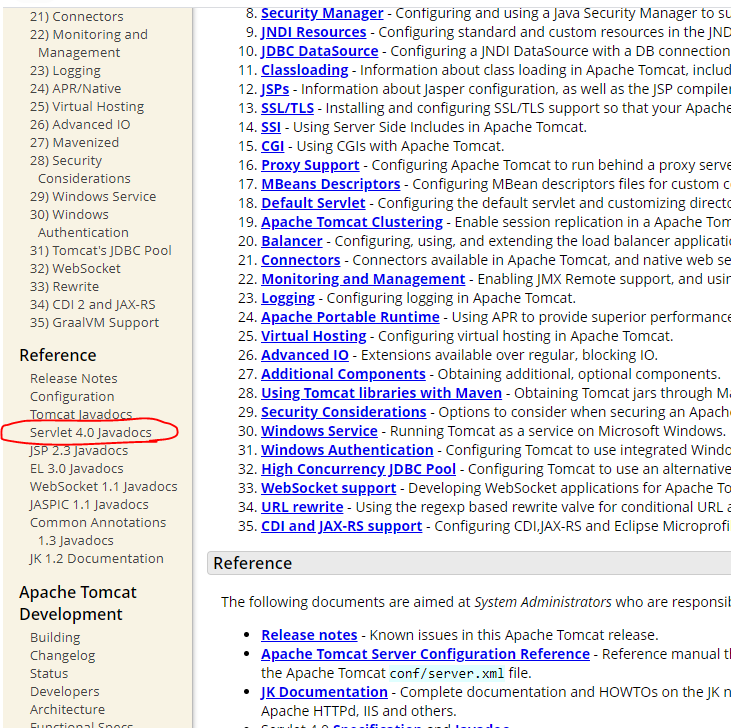 21) Connectors
22) Monitoring and
Management
23) Logging
24) APR/Native
25) Virtual Hosting
26) Advanced IO
27) Mavenized
28) Security
Considerations
29) Windows Service
30) Windows
Authentication
31) Tomcat's JDBC Pool
32) WebSocket
33) Rewrite
34) CDI 2 and JAX-RS
35) GraalVM Support
Reference
Release Notes
Configuration
Tomcat Javadocs
Servlet 4.0 Javadocs
JSP 2.3 Javadocs
EL 3.0 Javadocs
WebSocket 1.1 Javadocs
JASPIC 1.1 Javadocs
Common Annotations
1.3 Javadocs
JK 1.2 Documentation
Apache Tomcat
Development
Building
Changelog
Status
Developers
Architecture
Functional Specs
8. Security Manager - Configuring and using a Java Security Manager to su
9. JNDI Resources - Configuring standard and custom resources in the JND
10. JDBC DataSource - Configuring a JNDI DataSource with a DB connection
11. Classloading - Information about class loading in Apache Tomcat, includ
12. JSPs - Information about Jasper configuration, as well as the JSP compiler
13. SSL/TLS - Installing and configuring SSL/TLS support so that your Apache
14. SSI - Using Server Side Includes in Apache Tomcat.
15. CGI - Using CGIs with Apache Tomcat.
16. Proxy Support - Configuring Apache Tomcat to run behind a proxy serve
17. MBeans Descriptors - Configuring MBean descriptors files for custom c
18. Default Servlet - Configuring the default servlet and customizing directo
19. Apache Tomcat Clustering - Enable session replication in a Apache Tom
20. Balancer - Configuring, using, and extending the load balancer applicati
21. Connectors - Connectors available in Apache Tomcat, and native web se
22. Monitoring and Management - Enabling JMX Remote support, and usin
23. Logging - Configuring logging in Apache Tomcat.
24. Apache Portable Runtime - Using APR to provide superior performance
25. Virtual Hosting - Configuring virtual hosting in Apache Tomcat.
26. Advanced IO - Extensions available over regular, blocking IO.
27. Additional Components - Obtaining additional, optional components.
28. Using Tomcat libraries with Maven - Obtaining Tomcat jars through Ma
29. Security Considerations - Options to consider when securing an Apach
30. Windows Service - Running Tomcat as a service on Microsoft Windows.
31. Windows Authentication - Configuring Tomcat to use integrated Windo
32. High Concurrency JDBC Pool - Configuring Tomcat to use an alternative
33. WebSocket support - Developing WebSocket applications for Apache To
34. URL rewrite - Using the regexp based rewrite valve for conditional URL a
35. CDI and JAX-RS support - Configuring CDI,JAX-RS and Eclipse Microprofi
Reference
The following documents are aimed at System Administrators who are responsib
• Release notes - Known issues in this Apache Tomcat release.
• Apache Tomcat Server Configuration Reference - Reference manual th
the Apache Tomcat conf/server.xml file.
• JK Documentation - Complete documentation and HOWTOs on the JK n
Apache HTTPd, IIS and others.
• Servlet 4.0 Specification and Javadoc